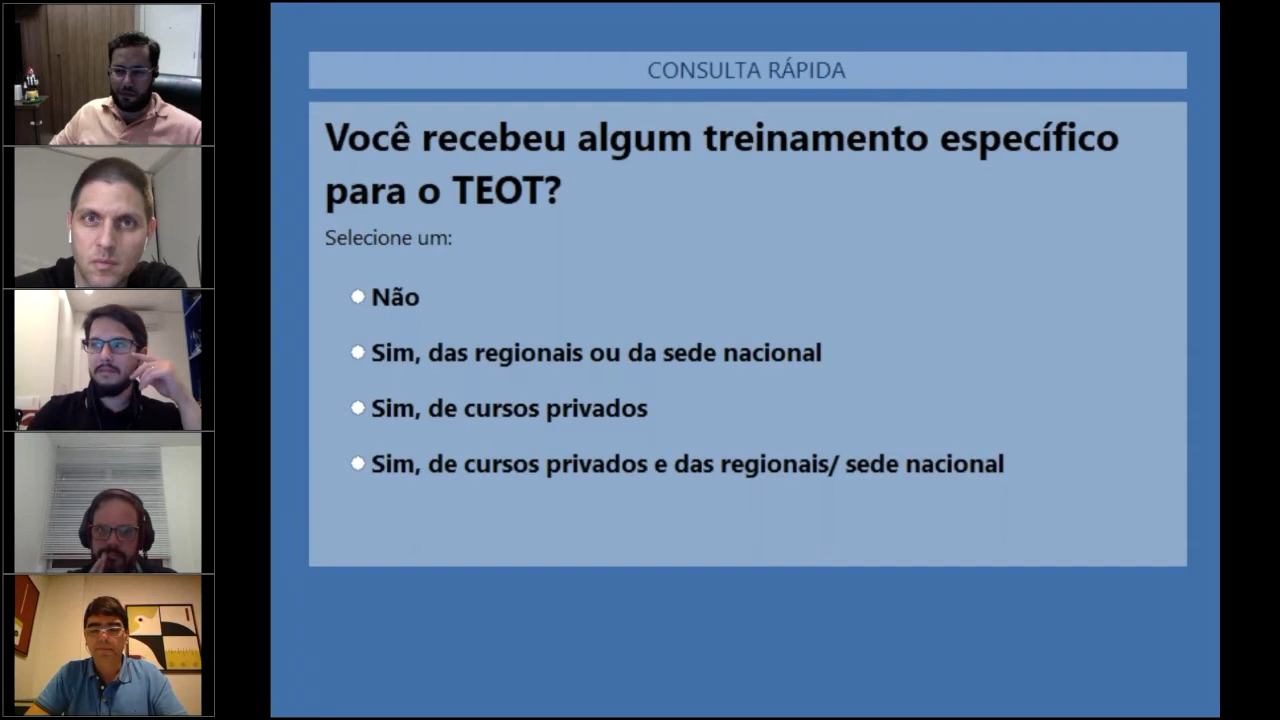 CONSULTA RÁPIDA
Você recebeu algum treinamento específico
para o TEOT?
Selecione um:
Não
Sim, das regionais ou da sede nacional
Sim, de cursos privados
Sim, de cursos privados e das regionais/ sede nacional